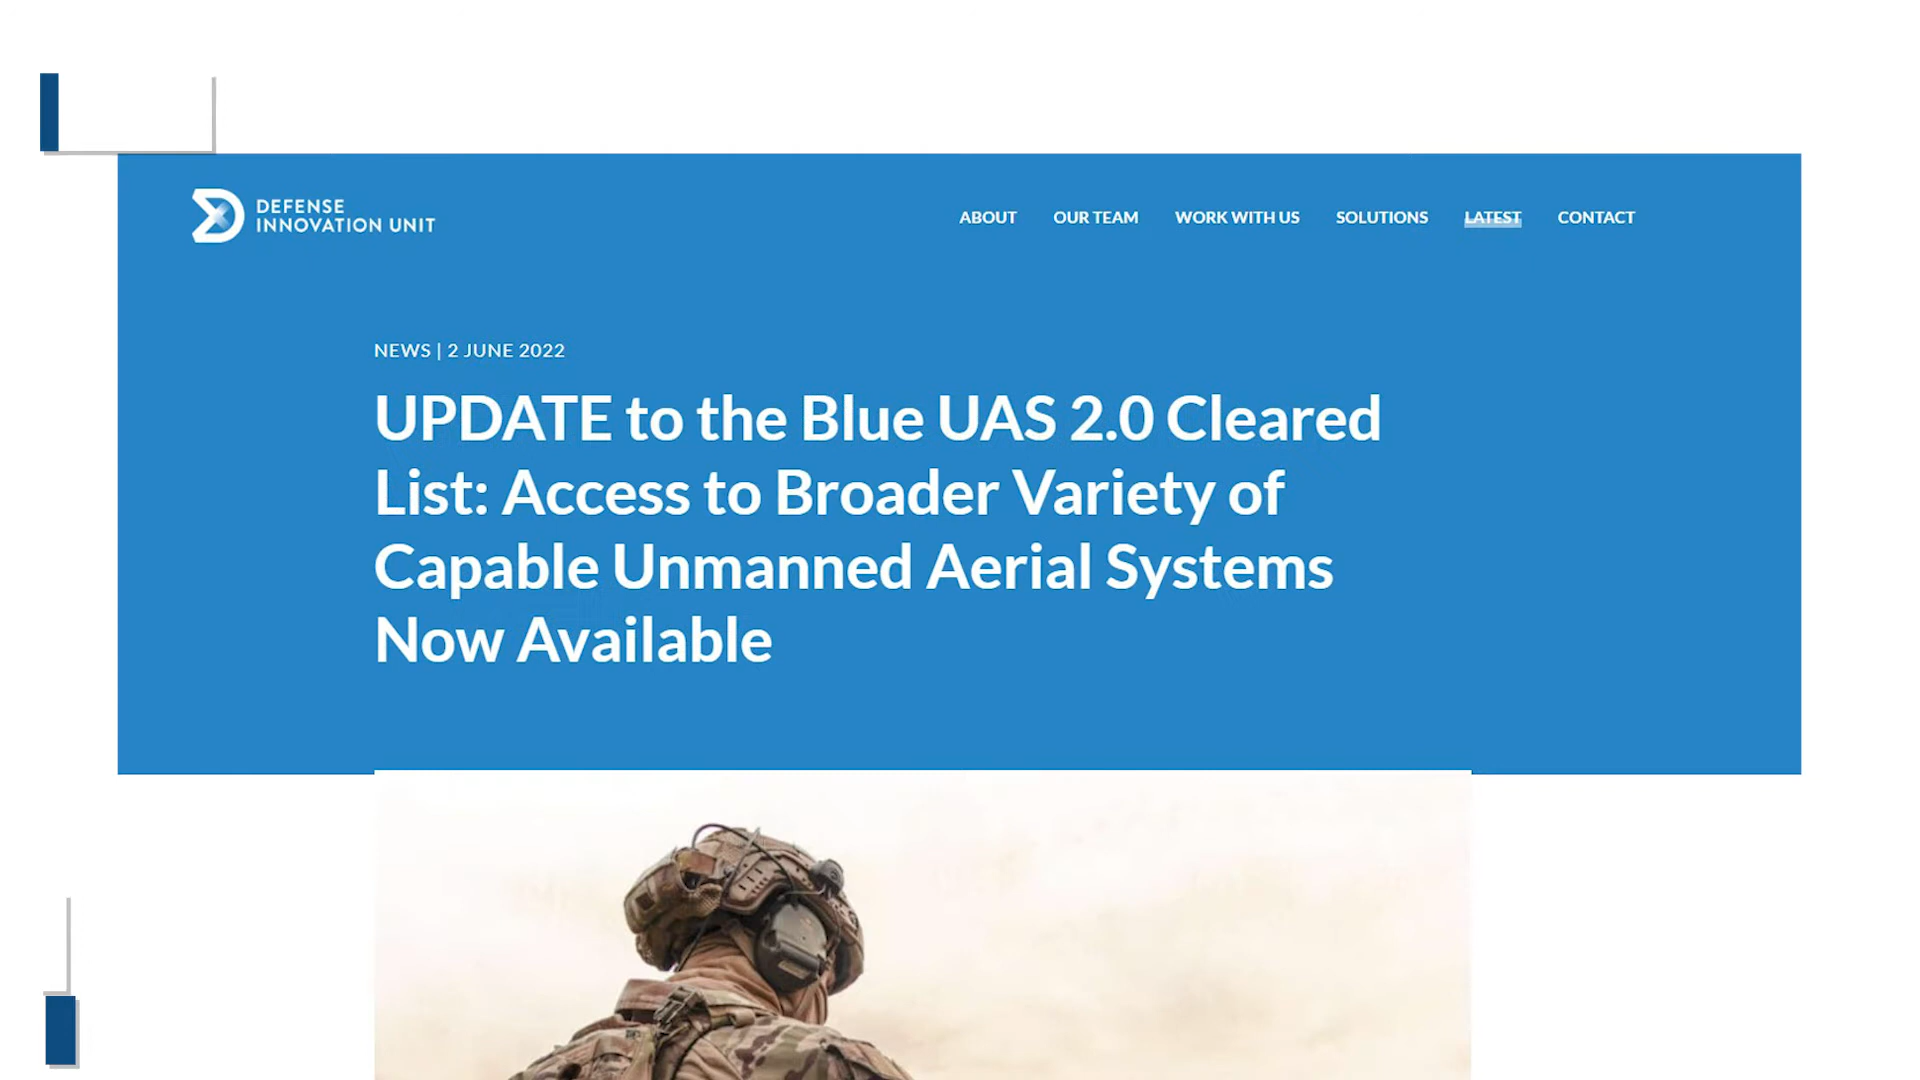 DEFENSE
INNOVATION UNIT
ABOUT OUR TEAM WORK WITH US SOLUTIONS LATEST CONTACT
NEWS | 2 JUNE 2022
UPDATE to the Blue UAS 2.0 Cleared
List: Access to Broader Variety of
Capable Unmanned Aerial Systems
Now Available